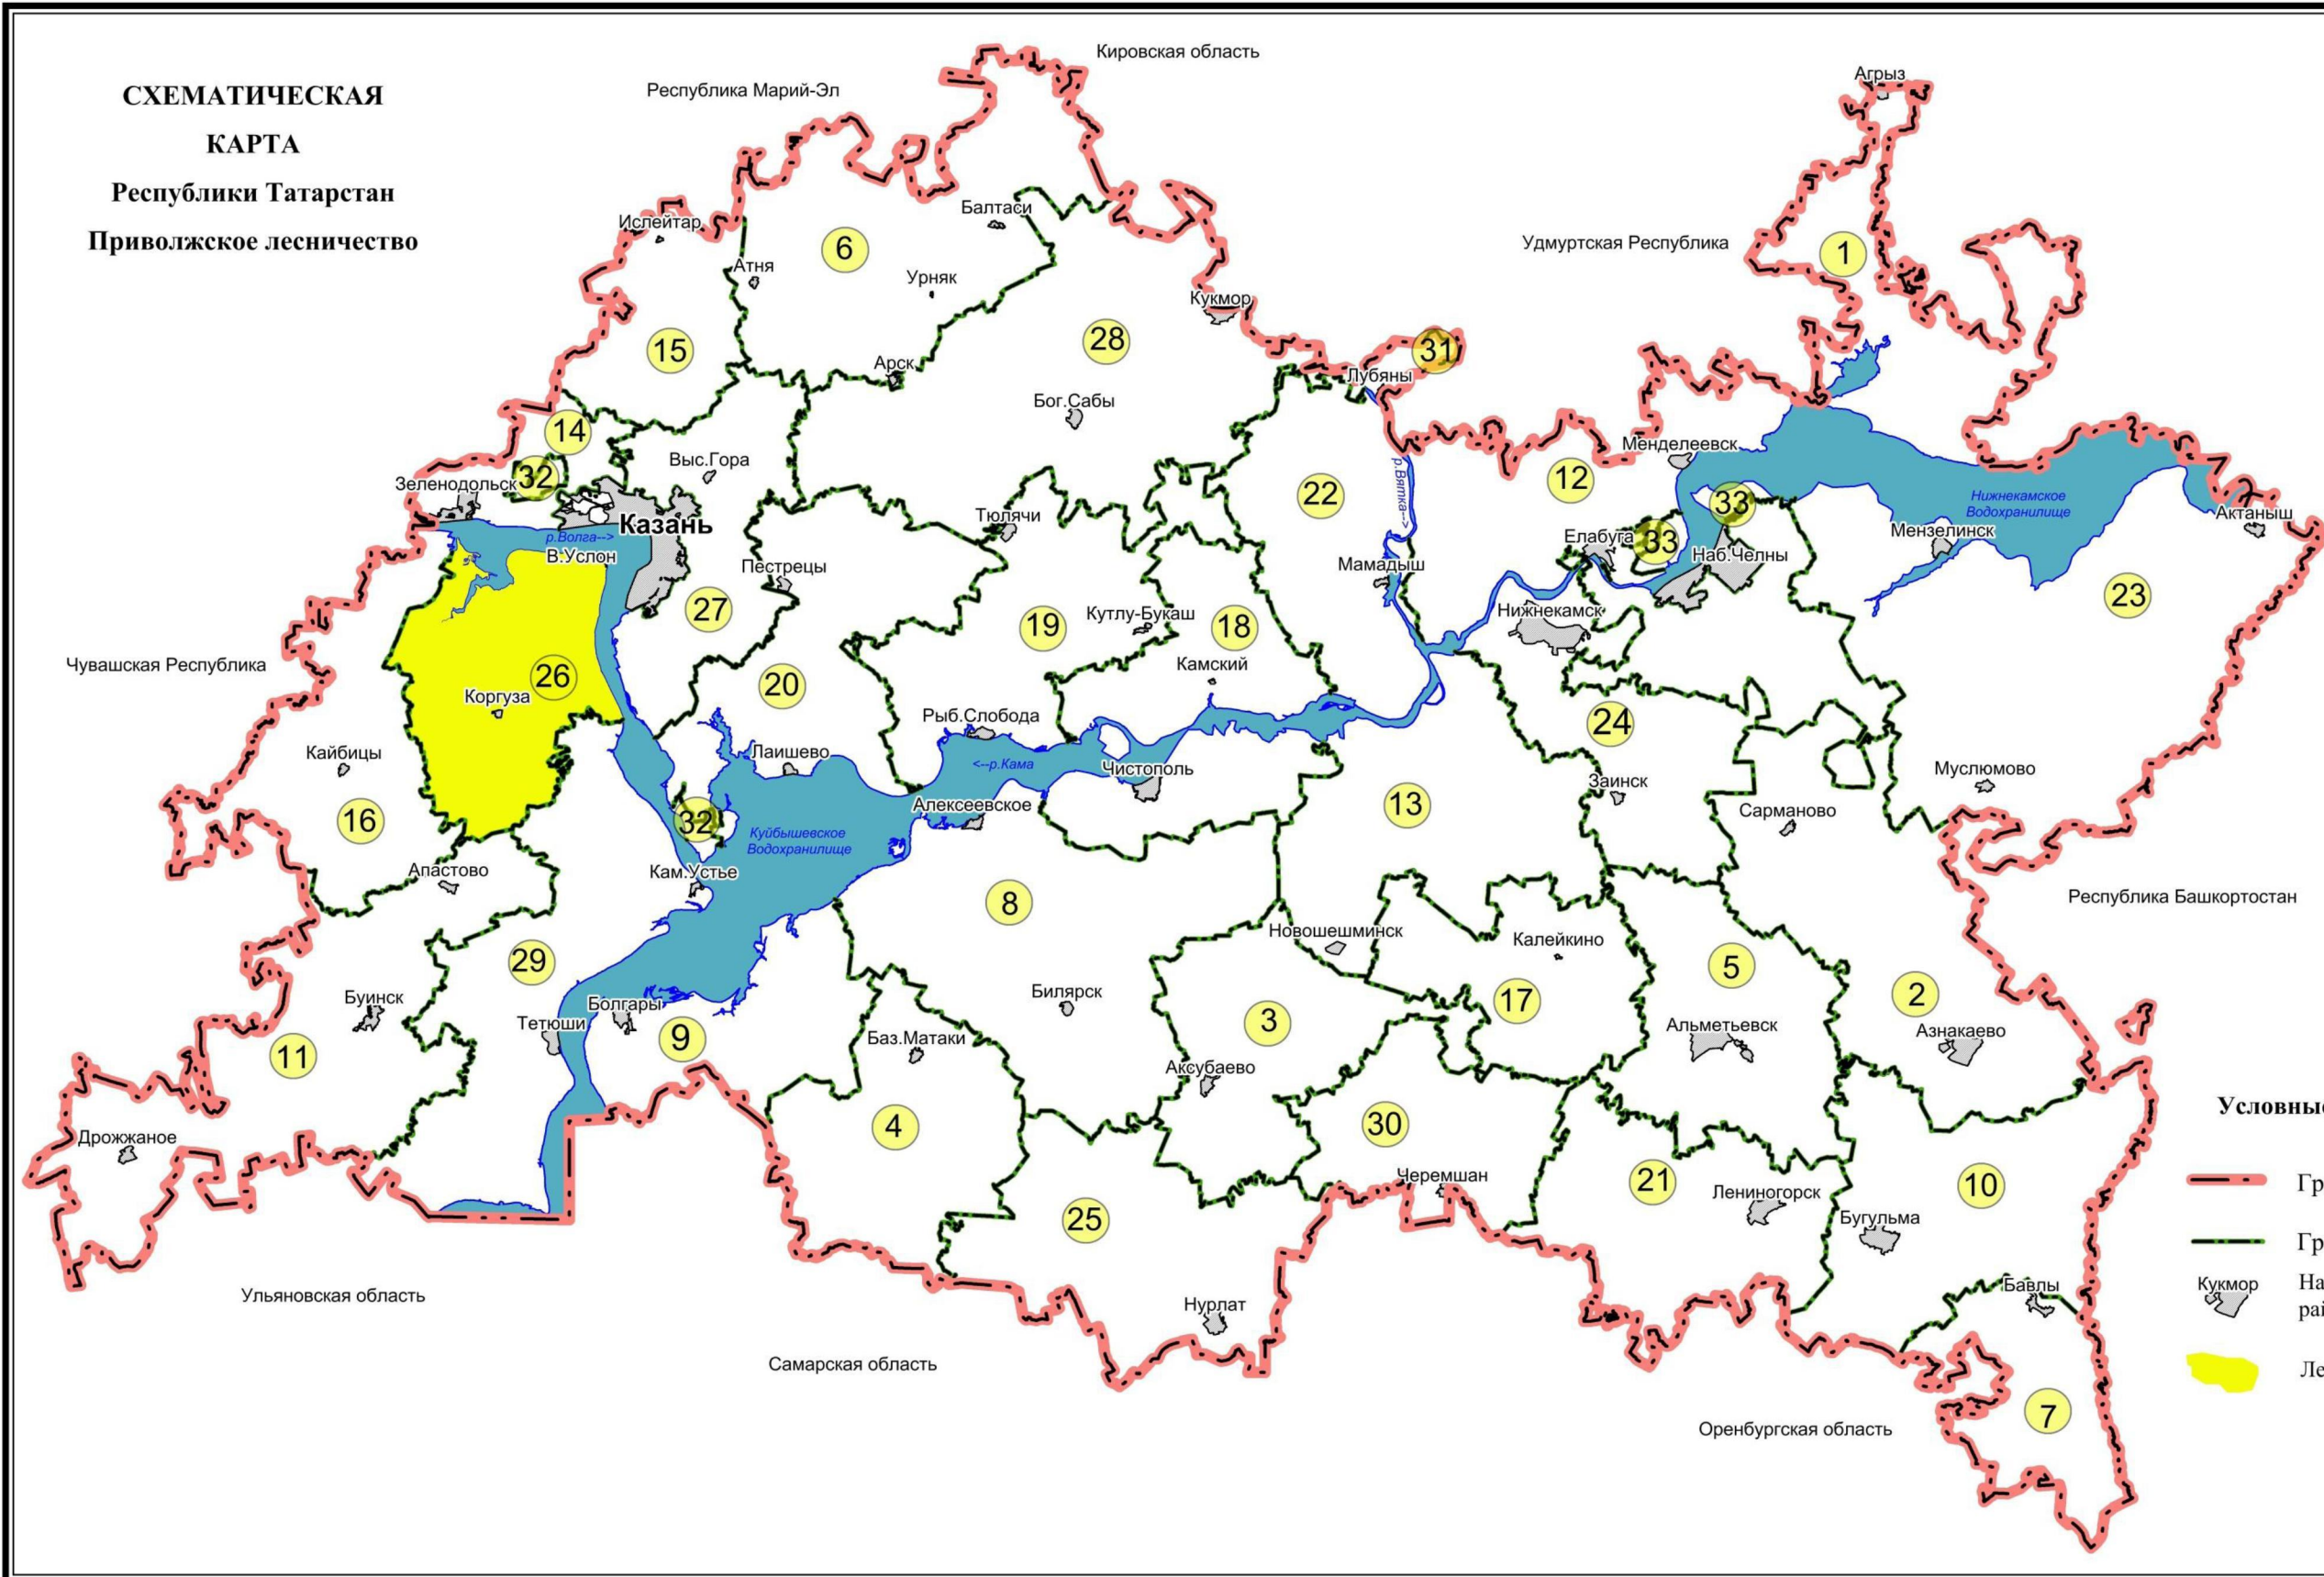 СХЕМАТИЧЕСКАЯ
КАРТА
Республики Татарстан
Приволжское лесничество
Кировская область
Республика Марий-Эл
Агрыз
Балтаси
Ислейтар
6
Удмуртская Республика
1
Атня
Урняк
Кукмор
28
15
31
Арск
Лубяны
Бог.Сабы
14
Менделеевск
Выс.Гора
32
12
р.Вятка-->
Зеленодольск
22
33
Нижнекамское
Водохранилище
Тюлячи
Актаныш
Казань
Мензелинск
р.Волга-->
Елабуга
33
В.Услон
Наб.Челны
Пестрецы
Мамадыш
23
27
Кутлу-Букаш
Нижнекамск
19
18
Чувашская Республика
Камский
26
20
Коргуза
Рыб.Слобода
24
Кайбицы
Лаишево
<--р.Кама
Чистополь
Муслюмово
Заинск
Алексеевское
13
Сарманово
16
32
Куйбышевское
Водохранилище
Апастово
Кам.Устье
Республика Башкортостан
8
Новошешминск
Калейкино
29
5
Билярск
2
Буинск
17
Болгары
Тетюши
3
Альметьевск
Азнакаево
9
Баз.Матаки
11
Аксубаево
Условные
4
30
Дрожжаное
Черемшан
21
10
Гр
Лениногорск
25
Бугульма
Гр
Кукмор
На
рай
Бавлы
Ульяновская область
Нурлат
Самарская область
Ле
7
Оренбургская область